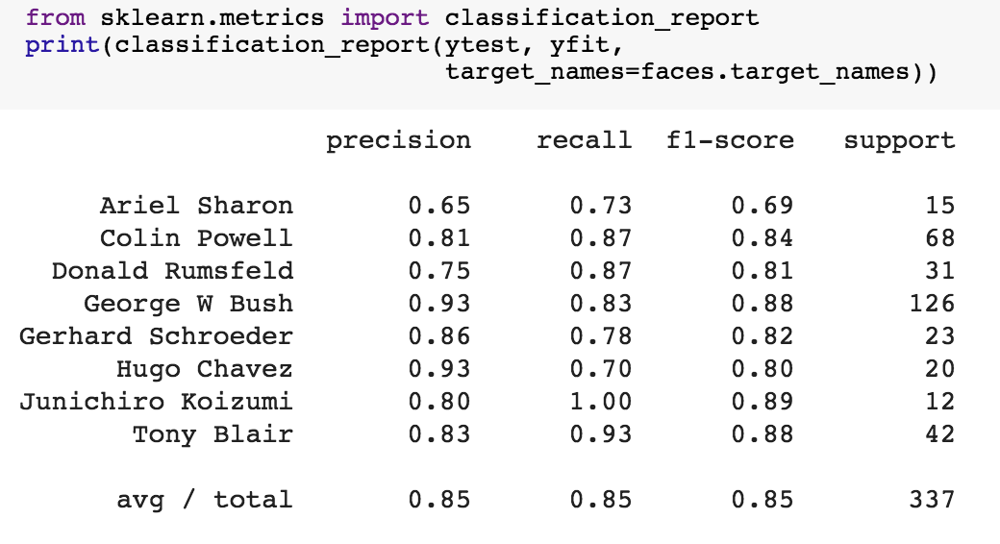 from sklearn.metrics import classification_report
print(classification_report(ytest, yfit,
target_names=faces.target_names))
precision recall f1-score support
Ariel Sharon 0.65 0.73 0.69 15
Colin Powell 0.81 0.87 0.84 68
Donald Rumsfeld 0.75 0.87 0.81 31
George W Bush 0.93 0.83 0.88 126
Gerhard Schroeder 0.86 0.78 0.82 23
Hugo Chavez 0.93 0.70 0.80 20
Junichiro Koizumi 0.80 1.00 0.89 12
Tony Blair 0.83 0.93 0.88 42
avg / total 0.85 0.85 0.85 337